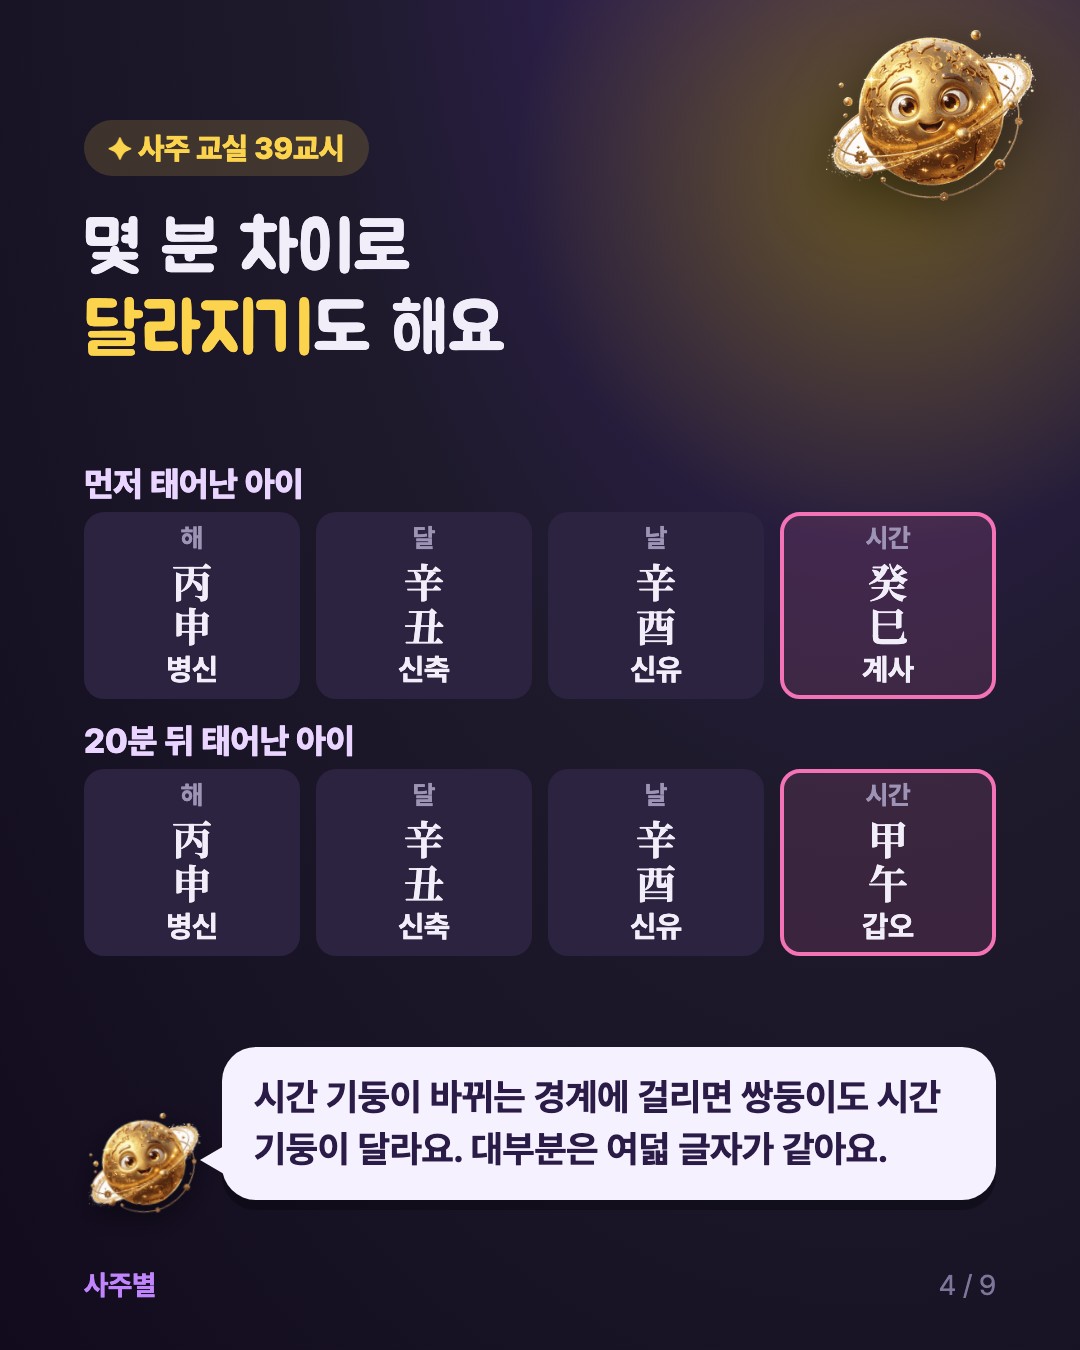 ✦ 사주 교실 39교시
몇 분 차이로
달라지기도 해요
먼저 태어난 아이
해 달 날 시간
丙 辛 辛 癸
申 丑 酉 巳
병신 신축 신유 계사
20분 뒤 태어난 아이
해 달 날 시간
丙 辛 辛 甲
申 丑 酉 午
병신 신축 신유 갑오
시간 기둥이 바뀌는 경계에 걸리면 쌍둥이도 시간
기둥이 달라요. 대부분은 여덟 글자가 같아요.
사주별
4 / 9